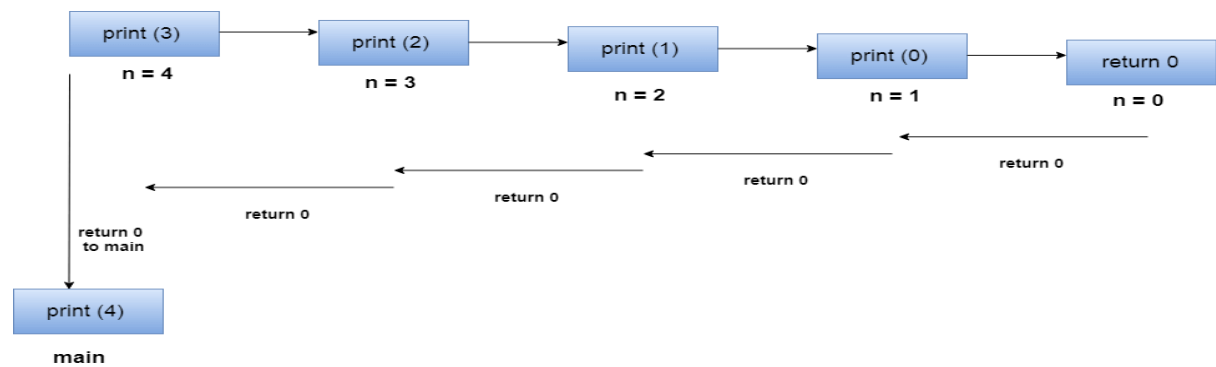 print (3)
print (2)
print (1)
print (0)
return 0
n = 4
n = 3
n = 2
n = 1
n = 0
return 0
return 0
return 0
return 0
return 0
to main
print (4)
main